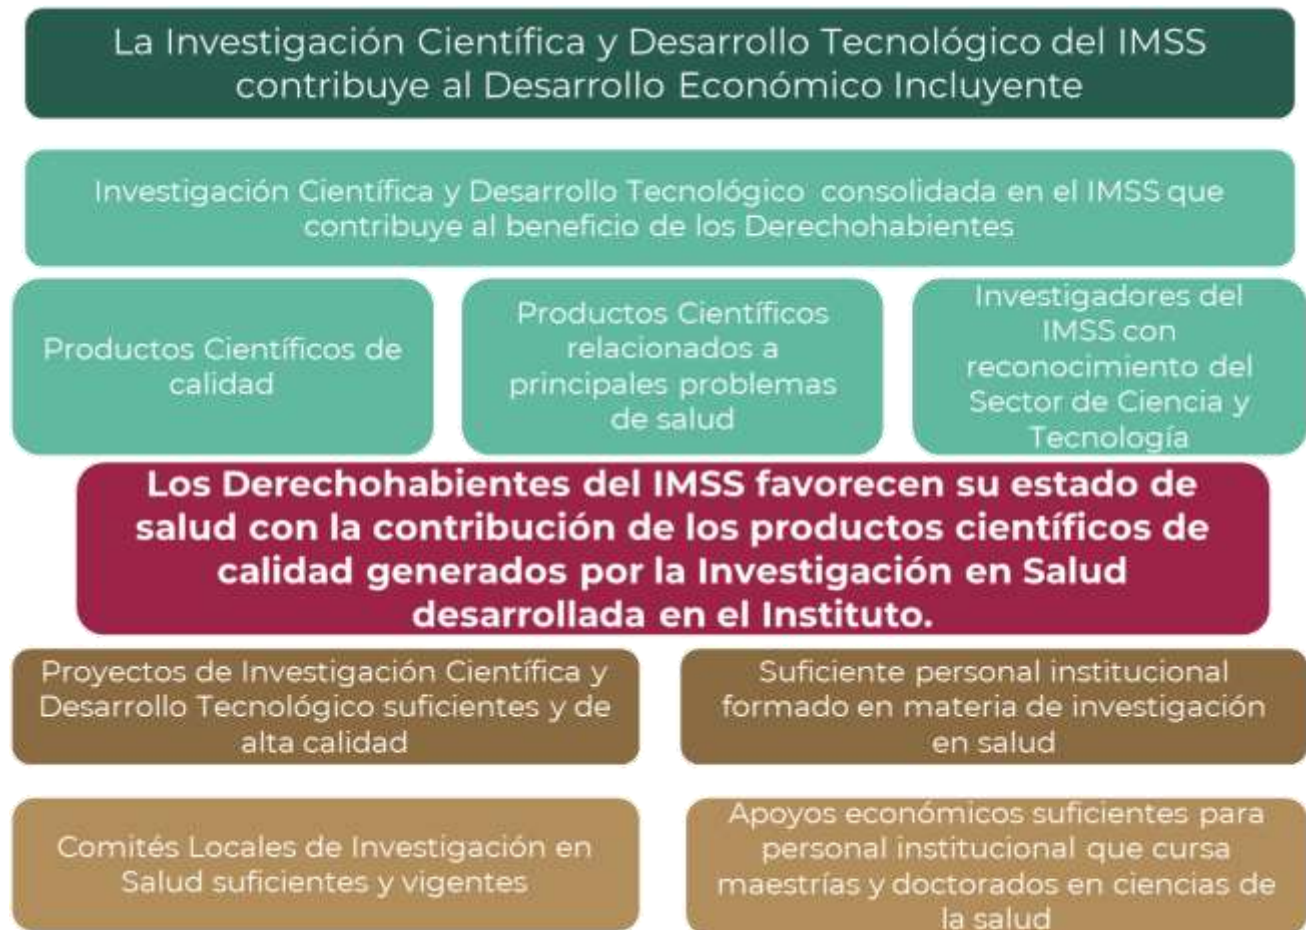 La Investigación Científica y Desarrollo Tecnológico del IMSS
contribuye al Desarrollo Económico Incluyente
Investigación Científica y Desarrollo Tecnológico consolidada en el IMSS que
contribuye al beneficio de los Derechohabientes
Productos Científicos de
calidad
Productos Científicos
relacionados a
principales problemas
de salud
Investigadores del
IMSS con
reconocimiento del
Sector de Ciencia y
Tecnología
Los Derechohabientes del IMSS favorecen su estado de
salud con la contribución de los productos científicos de
calidad generados por la Investigación en Salud
desarrollada en el Instituto.
Proyectos de Investigación Científica y
Desarrollo Tecnológico suficientes y de
alta calidad
Suficiente personal institucional
formado en materia de investigación
en salud
Comités Locales de Investigación en
Salud suficientes y vigentes
Apoyos económicos suficientes para
personal institucional que cursa
maestrías y doctorados en ciencias de
la salud